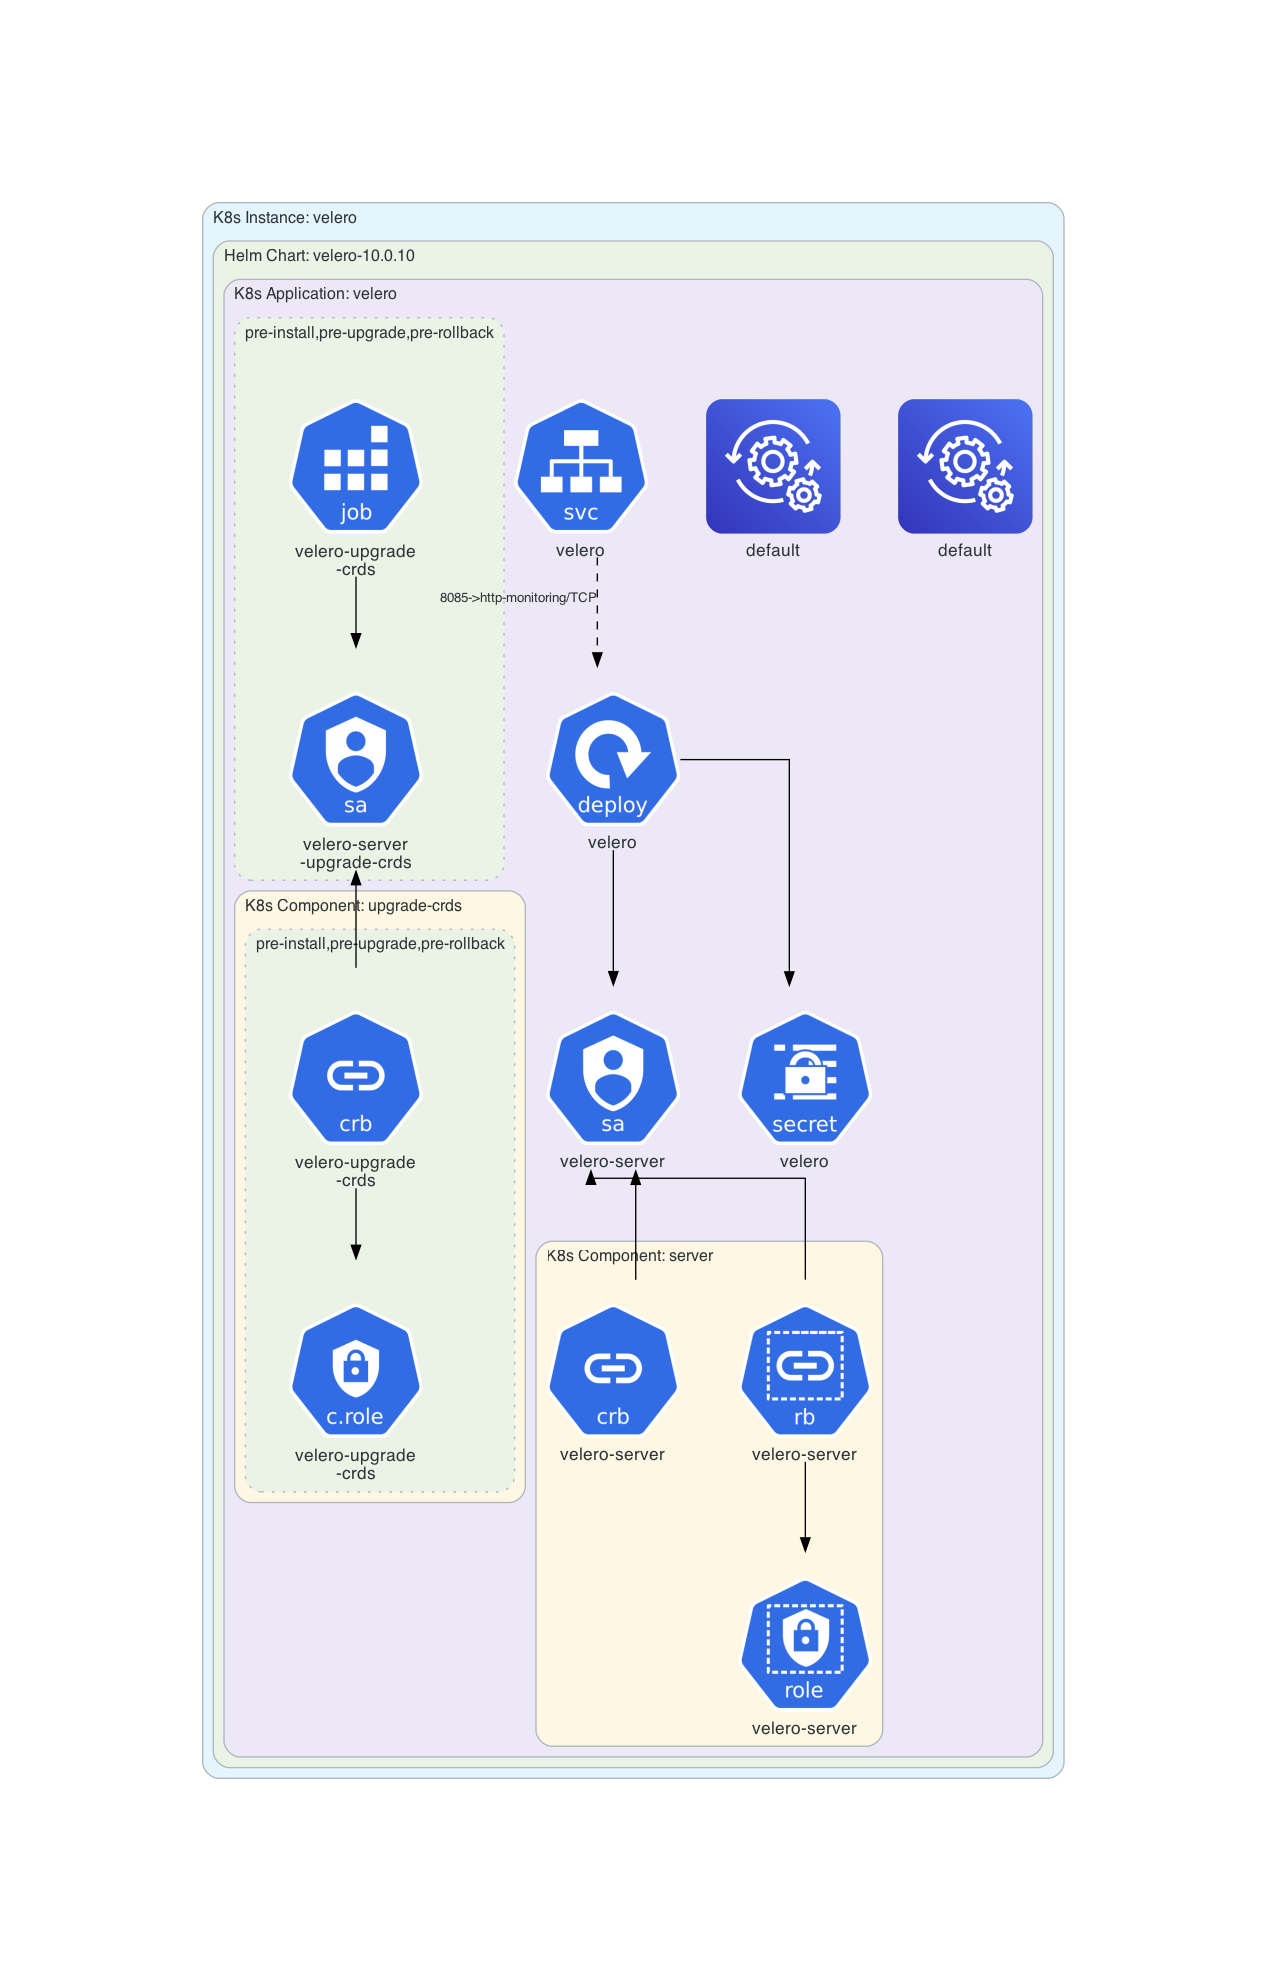 K8s Instance: velero
Helm Chart: velero-10.0.10
K8s Application: velero
pre-install,pre-upgrade,pre-rollback
job
velero-upgrade
-crds
svc
velero
default
default
8085->http-monitoring/TCP
sa
velero-server
-upgrade-crds
deploy
velero
K8s Component: upgrade-crds
pre-install,pre-upgrade,pre-rollback
crb
velero-upgrade
-crds
sa
velero-server
secret
velero
K8s Component: server
c.role
velero-upgrade
-crds
crb
velero-server
rb
velero-server
role
velero-server